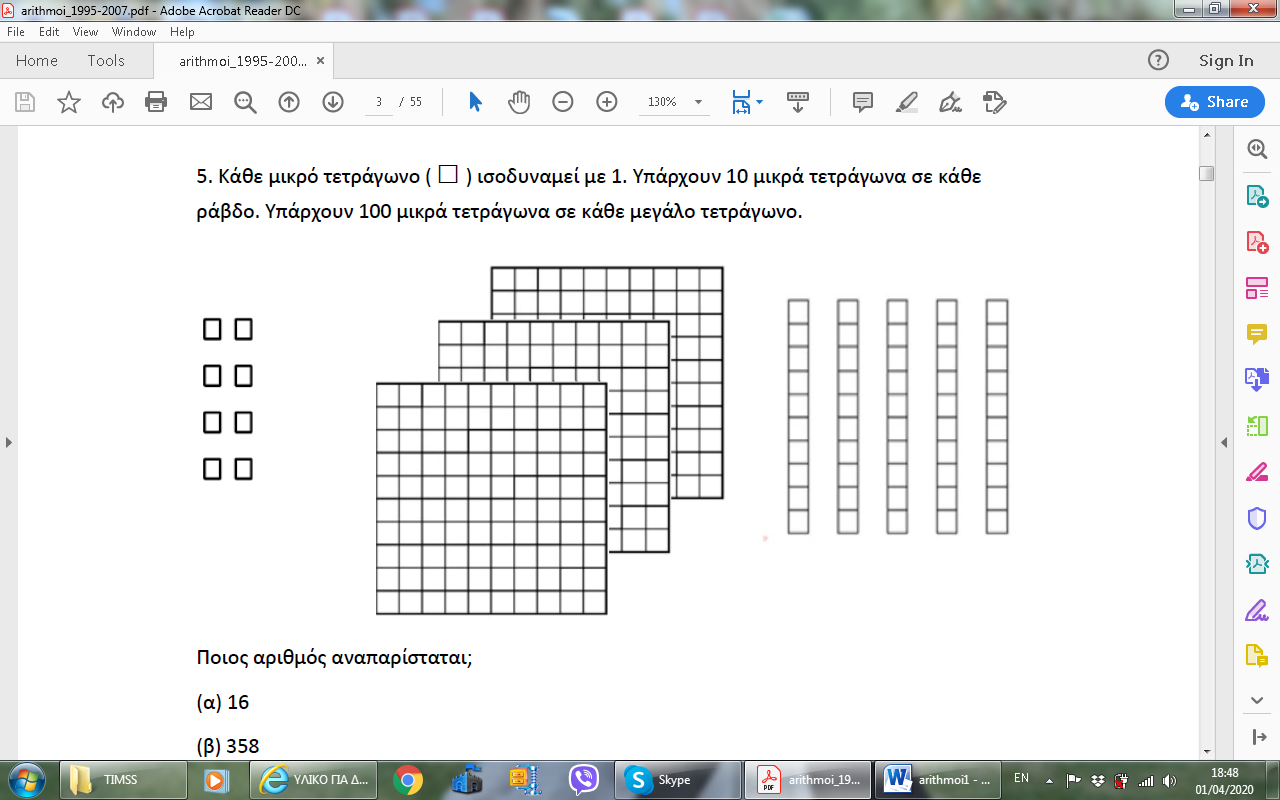 arithmoi_1995-2007.pdf - Adobe Acrobat Reader DC
File Edit View Window Help
Home Tools arithmoi_1995-200... × Sign In
3 / 55 130% Share
5. Κάθε μικρό τετράγωνο ( □ ) ισοδυναμεί με 1. Υπάρχουν 10 μικρά τετράγωνα σε κάθε
ράβδο. Υπάρχουν 100 μικρά τετράγωνα σε κάθε μεγάλο τετράγωνο.
Ποιος αριθμός αναπαρίσταται;
(α) 16
(β) 358
TIMSS ΥΛΙΚΟ ΓΙΑ Δ... Skype arithmoi_19... arithmoi1 - ... EN 18:48
01/04/2020